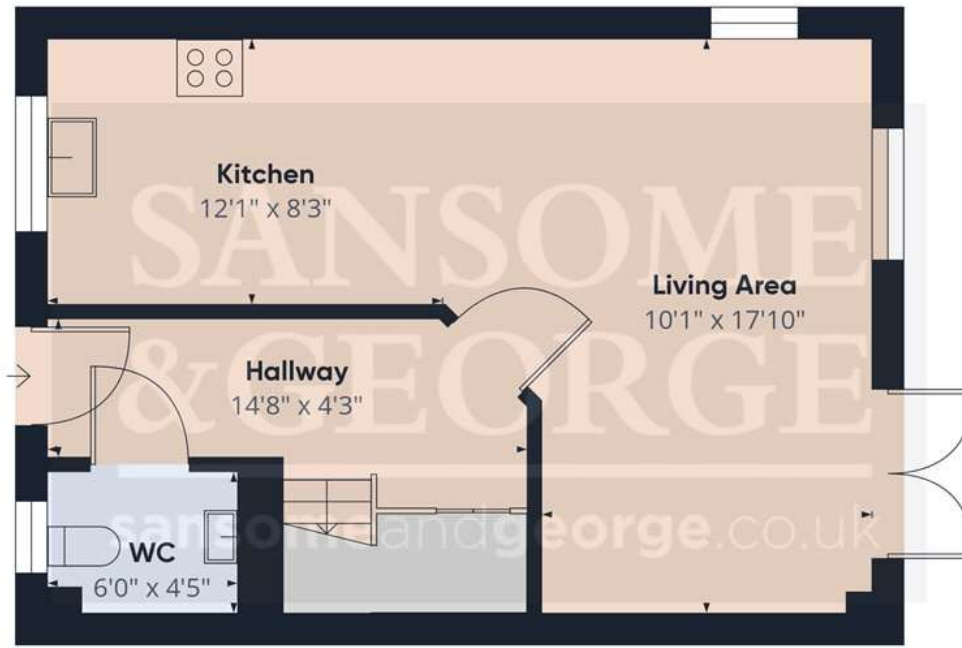 Kitchen
12'1" x 8'3"
SANSOME
Living Area
10'1" x 17'10"
&GEORGE
Hallway
14'8" x 4'3"
sansomeandgeorge.co.uk
WC
6'0" x 4'5"